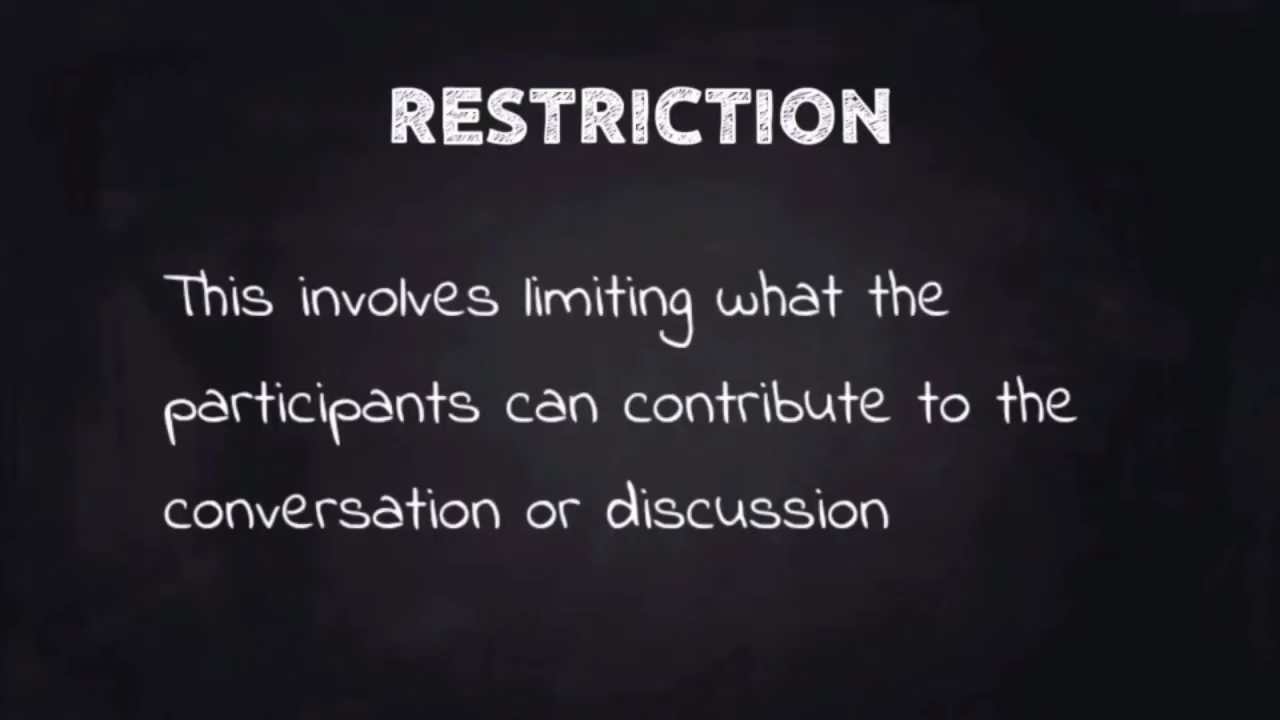 RESTRICTION
This involves limiting what the
participants can contribute to the
conversation or discussion